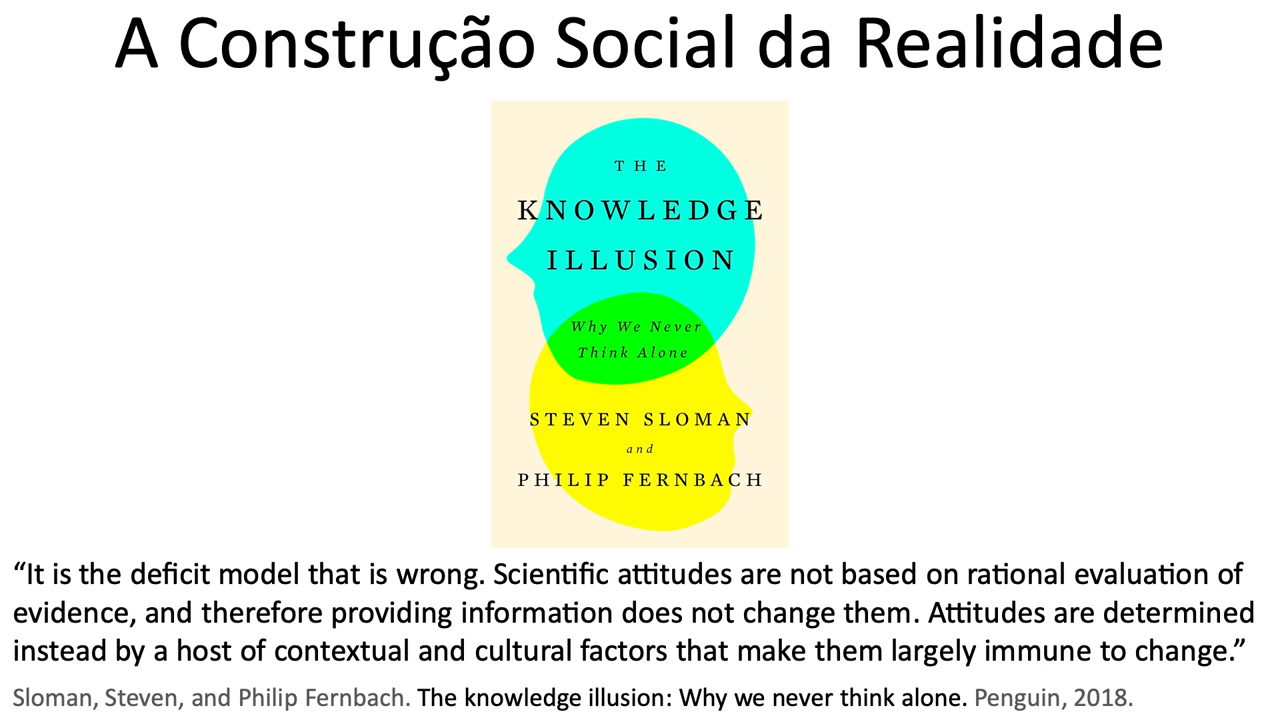 A Construção Social da Realidade
THE
KNOWLEDGE
ILLUSION
Why We Never
Think Alone
STEVEN SLOMAN
and
PHILIP FERNBACH
“It is the deficit model that is wrong. Scientific attitudes are not based on rational evaluation of
evidence, and therefore providing information does not change them. Attitudes are determined
instead by a host of contextual and cultural factors that make them largely immune to change.”
Sloman, Steven, and Philip Fernbach. The knowledge illusion: Why we never think alone. Penguin, 2018.